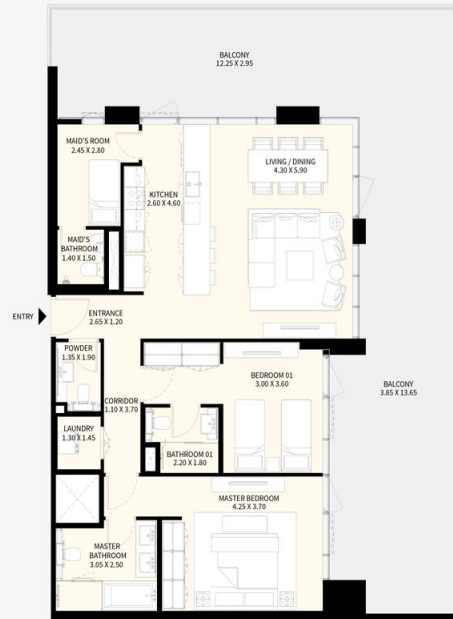 BALCONY
12.25 X 2.95
MAID'S ROOM
2.45 X 2.80
LIVING / DINING
4.30 X 5.90
KITCHEN
2.60 X 4.60
MAID'S
BATHROOM
1.40 X 1.50
ENTRY
ENTRANCE
2.65 X 1.20
POWDER
1.35 X 1.90
BEDROOM 01
3.00 X 3.60
BALCONY
3.85 X 13.65
CORRIDOR
1.10 X 3.70
LAUNDRY
1.30 X 1.45
BATHROOM 01
2.20 X 1.80
MASTER BEDROOM
4.25 X 3.70
MASTER
BATHROOM
3.05 X 2.50